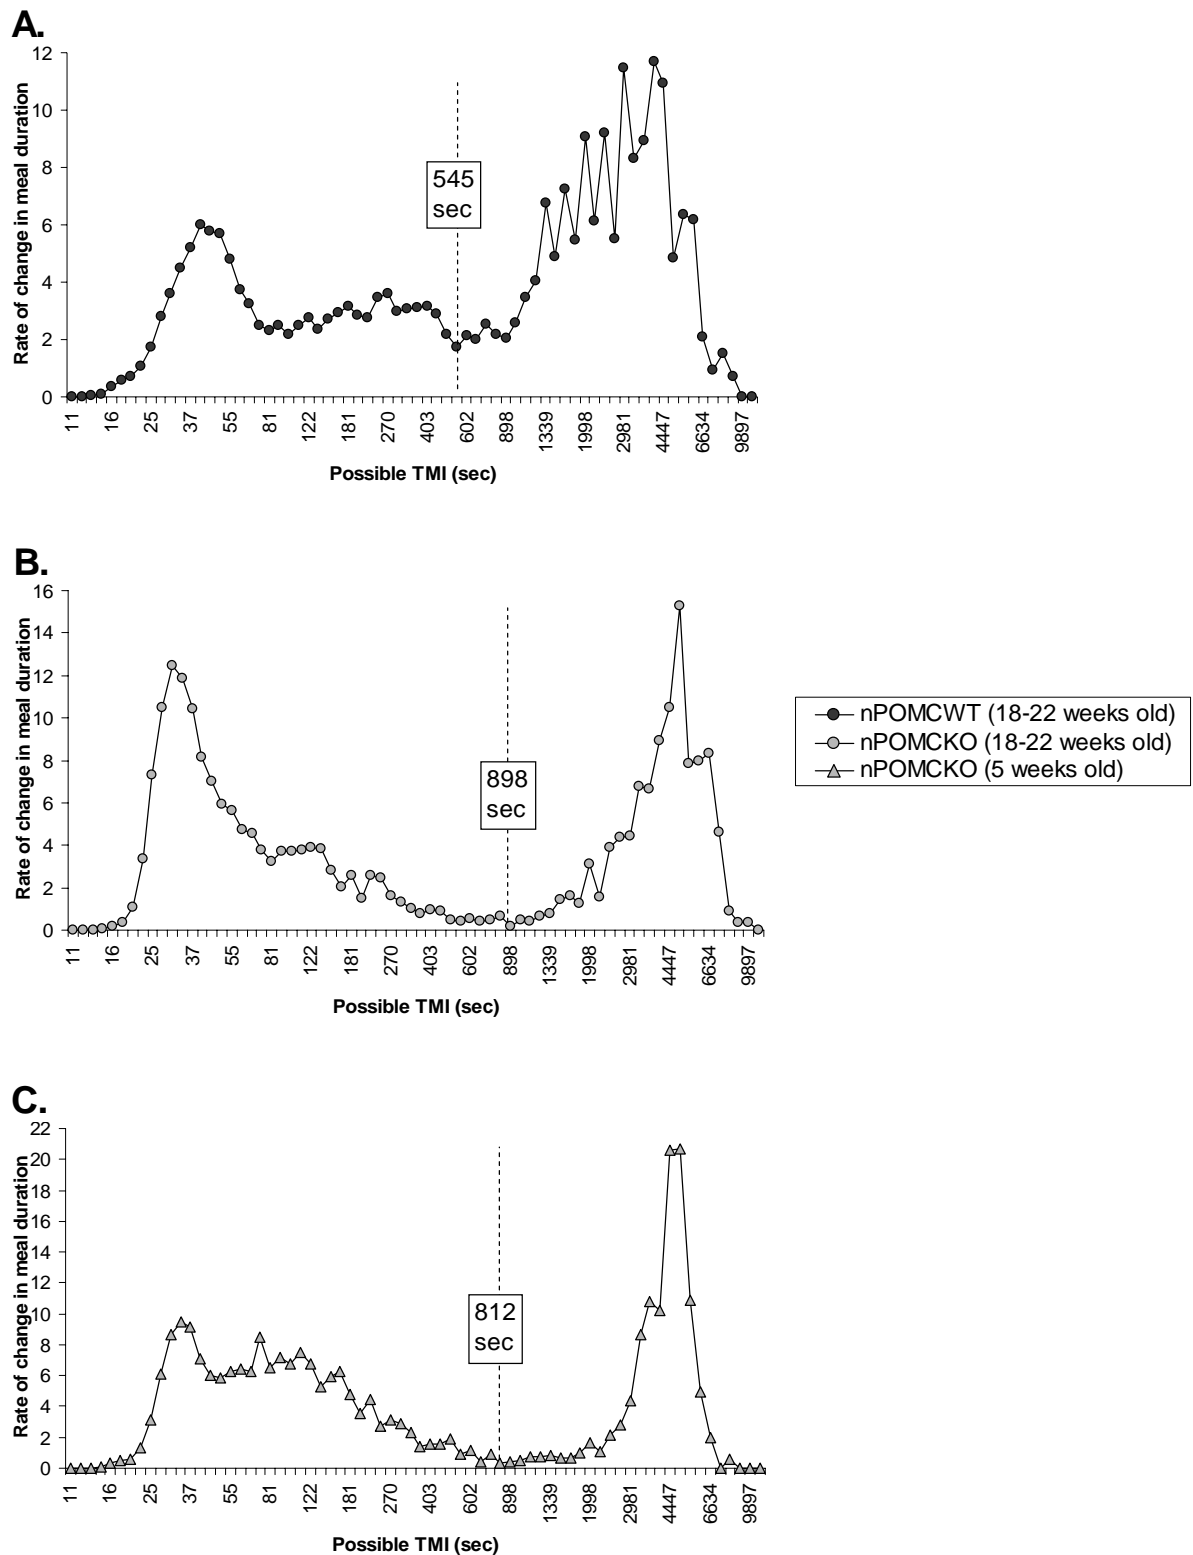 A.
Rate of change in meal duration
12
10
8
6
4
2
0
545
sec
11 16 25 37 55 81 122 181 270 403 602 898 1339 1998 2981 4447 6634 9897
Possible TMI (sec)
B.
Rate of change in meal duration
16
14
12
10
8
6
4
2
0
898
sec
11 16 25 37 55 81 122 181 270 403 602 898 1339 1998 2981 4447 6634 9897
Possible TMI (sec)
nPOMCWT (18-22 weeks old)
nPOMCKO (18-22 weeks old)
nPOMCKO (5 weeks old)
C.
Rate of change in meal duration
22
20
18
16
14
12
10
8
6
4
2
0
812
sec
11 16 25 37 55 81 122 181 270 403 602 898 1339 1998 2981 4447 6634 9897
Possible TMI (sec)